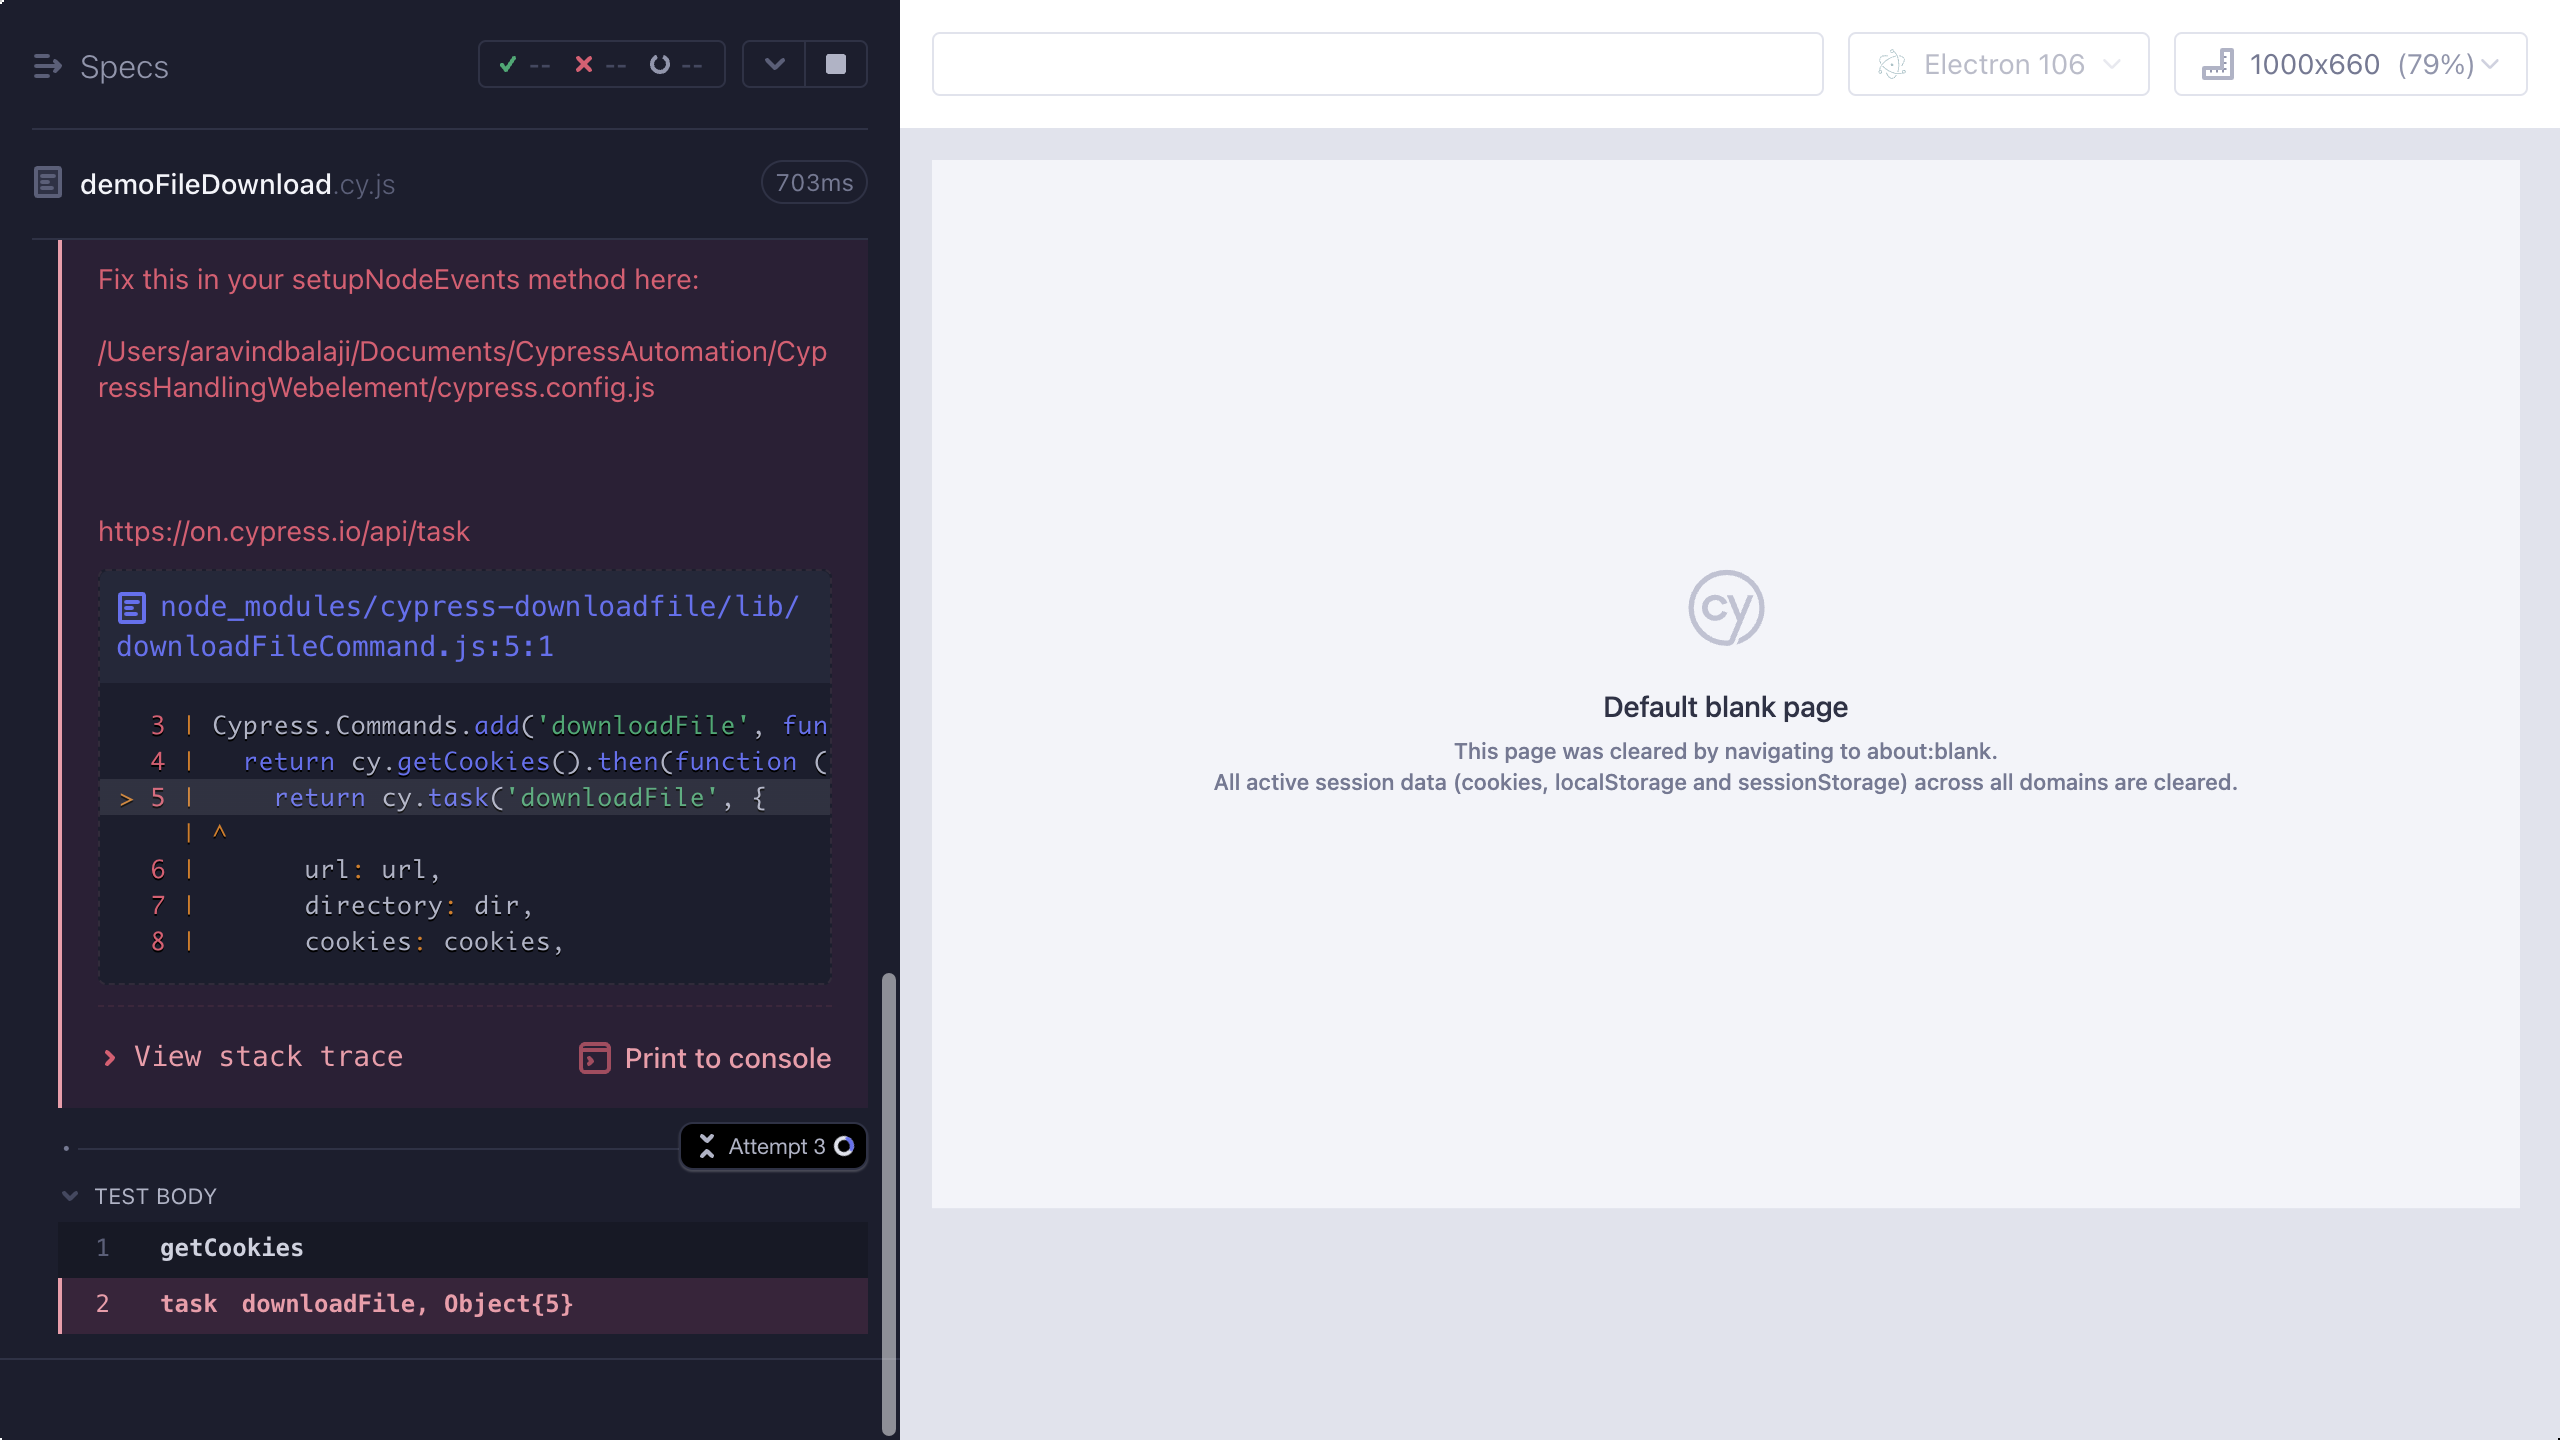 Specs
-- -- --
Electron 106
1000x660 (79%)
demoFileDownload.cy.js
703ms
Fix this in your setupNodeEvents method here:
/Users/aravindbalaji/Documents/CypressAutomation/Cyp
ressHandlingWebelement/cypress.config.js
https://on.cypress.io/api/task
node_modules/cypress-downloadfile/lib/
downloadFileCommand.js:5:1
3 | Cypress.Commands.add('downloadFile', fun
4 |   return cy.getCookies().then(function (
> 5 |     return cy.task('downloadFile', {
| ^
6 |       url: url,
7 |       directory: dir,
8 |       cookies: cookies,
View stack trace
Print to console
Attempt 3
TEST BODY
1 getCookies
2 task downloadFile, Object{5}
cy
Default blank page
This page was cleared by navigating to about:blank.
All active session data (cookies, localStorage and sessionStorage) across all domains are cleared.